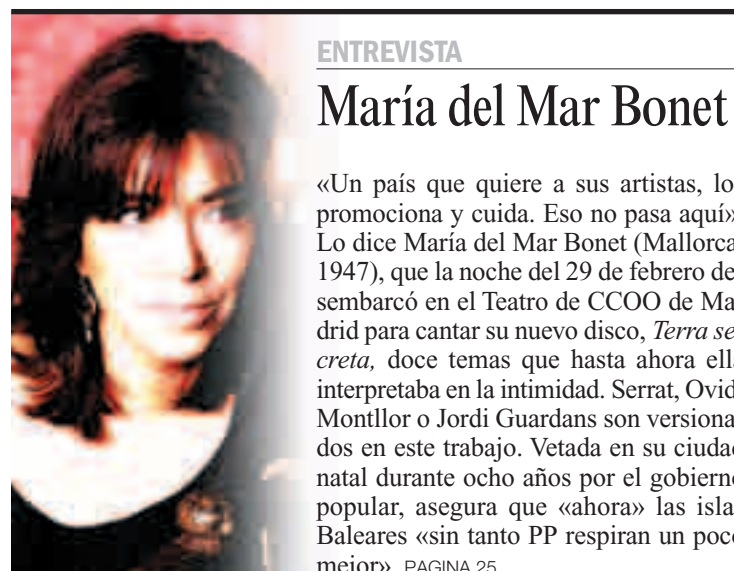 ENTREVISTA
María del Mar Bonet
«Un país que quiere a sus artistas, lo
promociona y cuida. Eso no pasa aquí»
Lo dice María del Mar Bonet (Mallorca
1947), que la noche del 29 de febrero de
sembarcó en el Teatro de CCOO de Ma
drid para cantar su nuevo disco, Terra se
creta, doce temas que hasta ahora ella
interpretaba en la intimidad. Serrat, Ovid
Montllor o Jordi Guardans son versiona
dos en este trabajo. Vetada en su ciudad
natal durante ocho años por el gobierno
popular, asegura que «ahora» las isla
Baleares «sin tanto PP respiran un poco
mejor». PAGINA 25